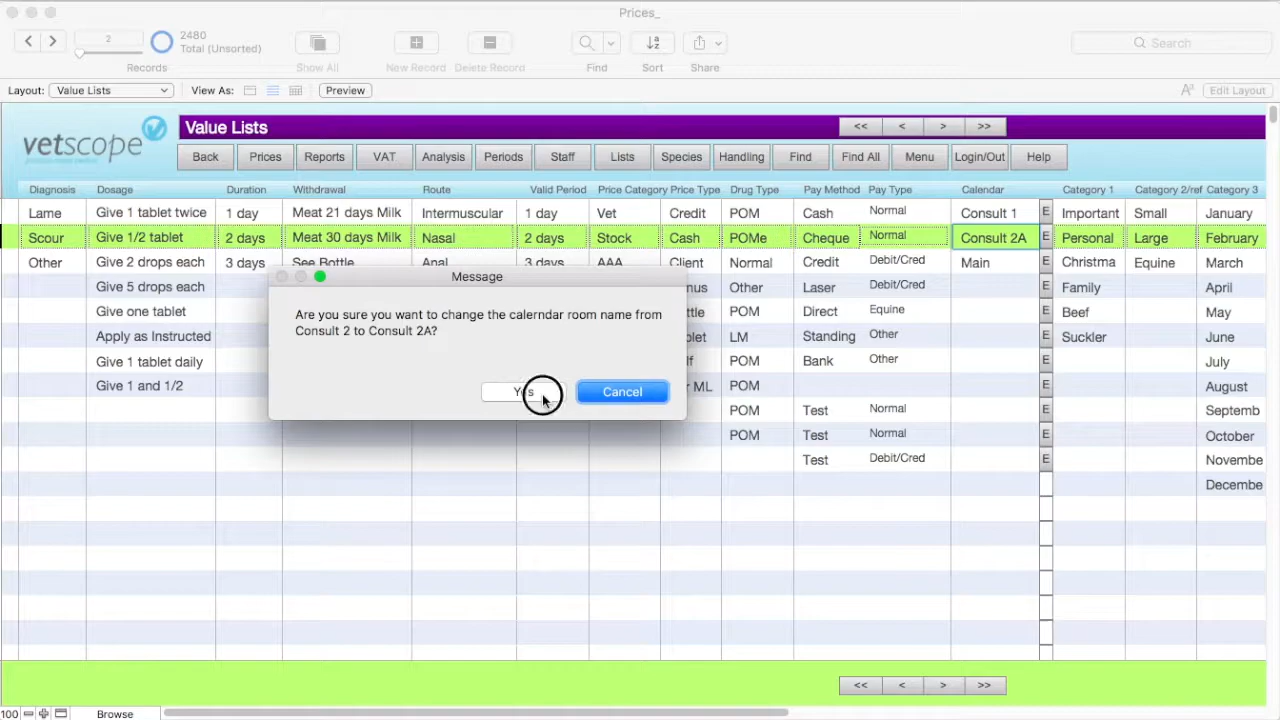 Prices_
2
2480
Total (Unsorted)
Records
Show All
New Record
Delete Record
Find
Sort
Share
Search
Layout: Value Lists
View As:
Preview
Edit Layout
vetscope
Value Lists
<< < > >>
Back Prices Reports VAT Analysis Periods Staff Lists Species Handling Find Find All Menu Login/Out Help
Diagnosis Dosage Duration Withdrawal Route Valid Period Price Category Price Type Drug Type Pay Method Pay Type Calendar Category 1 Category 2/ref Category 3
Lame Give 1 tablet twice 1 day Meat 21 days Milk Intermuscular 1 day Vet Credit POM Cash Normal Consult 1 E Important Small January
Scour Give 1/2 tablet 2 days Meat 30 days Milk Nasal 2 days Stock Cash POMe Cheque Normal Consult 2A E Personal Large February
Other Give 2 drops each 3 days See Bottle Anal 3 days AAA Client Normal Credit Debit/Cred Main E Christma Equine March
Give 5 drops each nus Other Laser Debit/Cred E Family April
Give one tablet POM Direct Equine E Beef May
Apply as Instructed let LM Standing Other E Suckler June
Give 1 tablet daily lf POM Bank Other E July
Give 1 and 1/2 r ML POM E August
POM Test Normal E Septemb
POM Test Normal E October
Test Debit/Cred E Novembe
Decembe
Message
Are you sure you want to change the calerndar room name from
Consult 2 to Consult 2A?
Yes
Cancel
<< < > >>
100
Browse